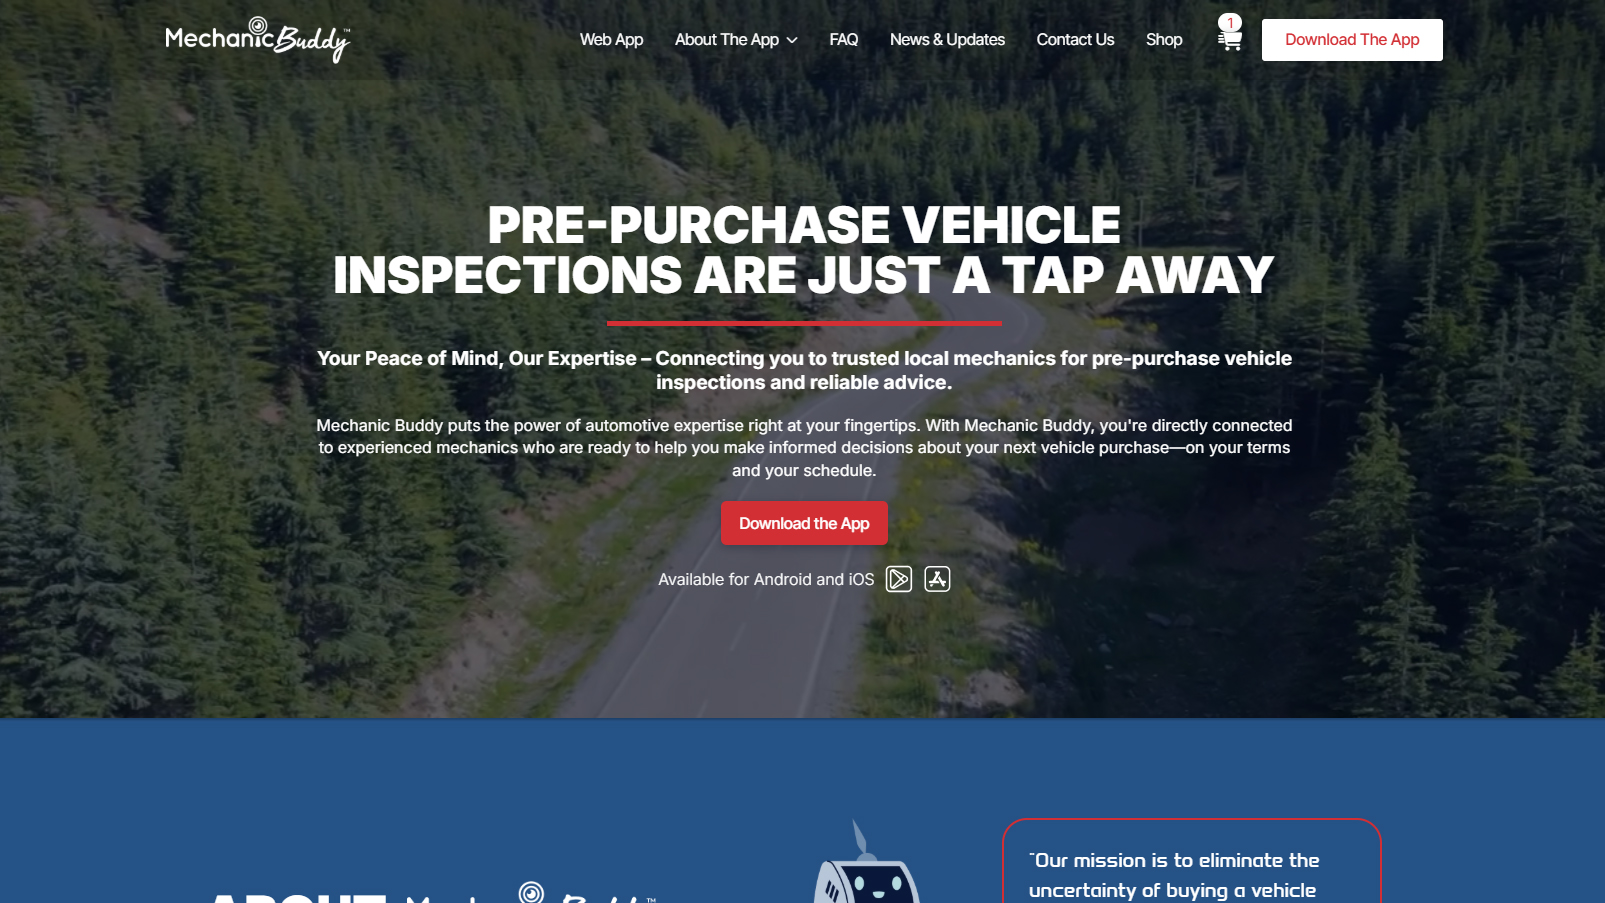 MechanicBuddy™
Web App
About The App
FAQ
News & Updates
Contact Us
Shop
1
Download The App
PRE-PURCHASE VEHICLE
INSPECTIONS ARE JUST A TAP AWAY
Your Peace of Mind, Our Expertise – Connecting you to trusted local mechanics for pre-purchase vehicle
inspections and reliable advice.
Mechanic Buddy puts the power of automotive expertise right at your fingertips. With Mechanic Buddy, you're directly connected
to experienced mechanics who are ready to help you make informed decisions about your next vehicle purchase—on your terms
and your schedule.
Download the App
Available for Android and iOS
"Our mission is to eliminate the
uncertainty of buying a vehicle
ABOUT MechanicBuddy™